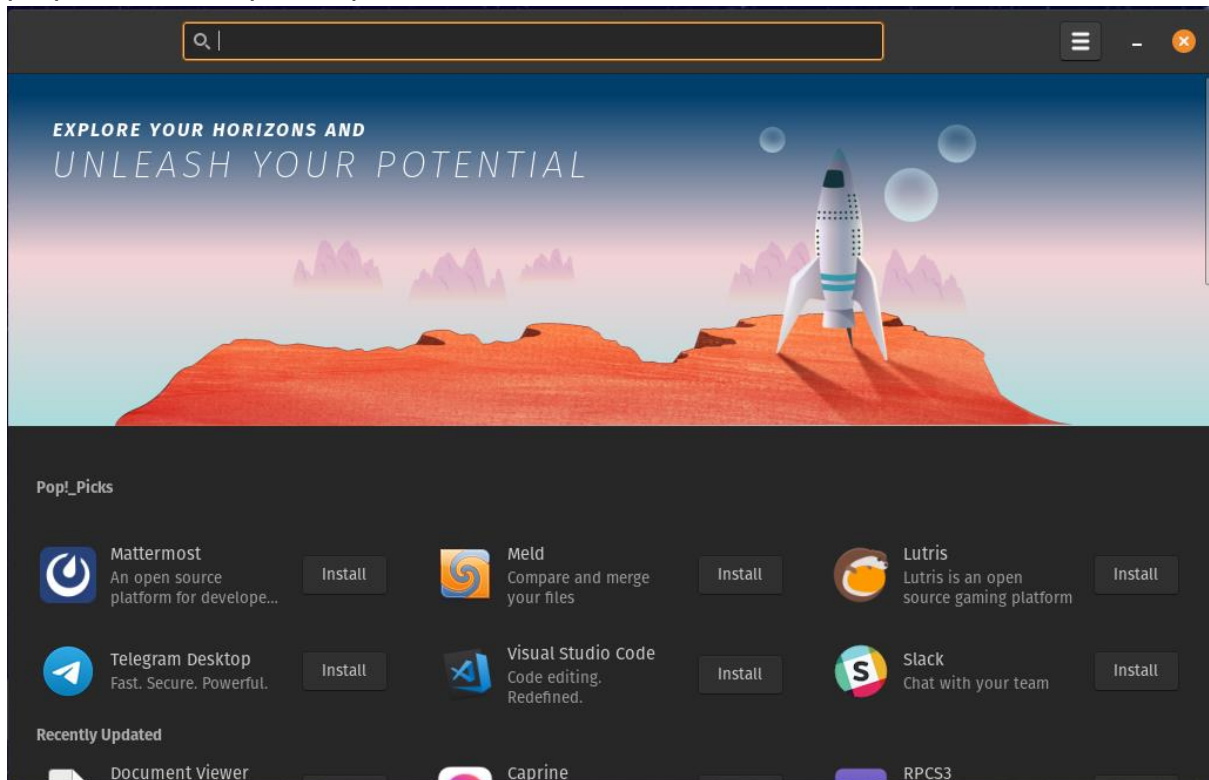 EXPLORE YOUR HORIZONS AND
UNLEASH YOUR POTENTIAL
Pop!_Picks
Mattermost
An open source
platform for develope...
Install
Meld
Compare and merge
your files
Install
Lutris
Lutris is an open
source gaming platform
Install
Telegram Desktop
Fast. Secure. Powerful.
Install
Visual Studio Code
Code editing.
Redefined.
Install
Slack
Chat with your team
Install
Recently Updated
Document Viewer
Caprine
RPCS3